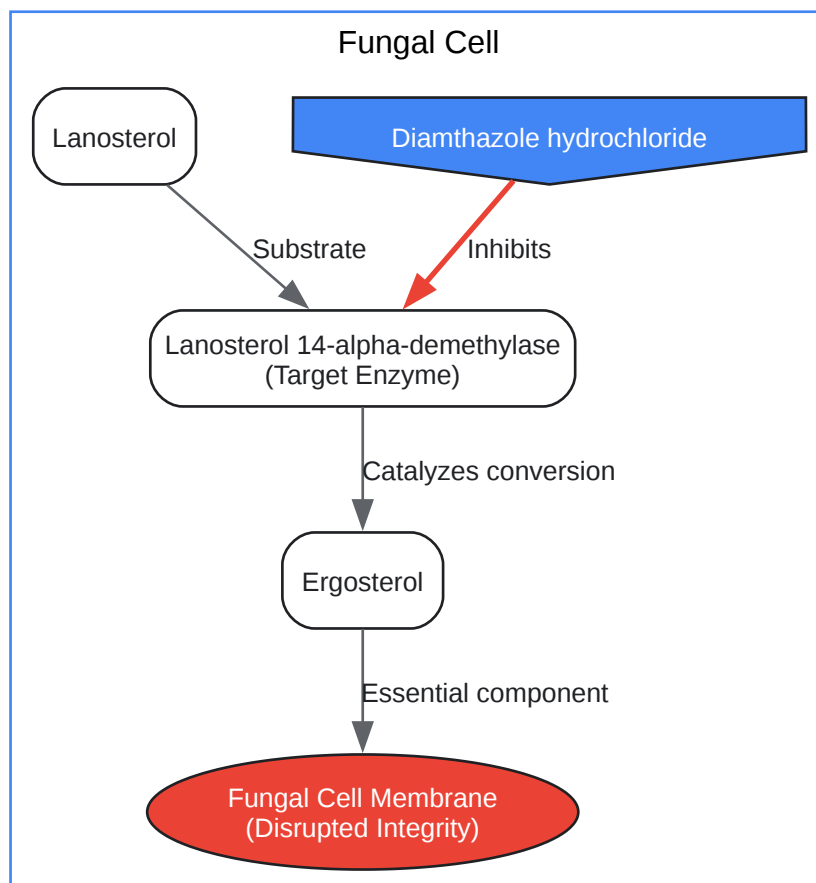 Fungal Cell
Lanosterol
Diamthazole hydrochloride
Substrate
Inhibits
Lanosterol 14-alpha-demethylase
(Target Enzyme)
Catalyzes conversion
Ergosterol
Essential component
Fungal Cell Membrane
(Disrupted Integrity)